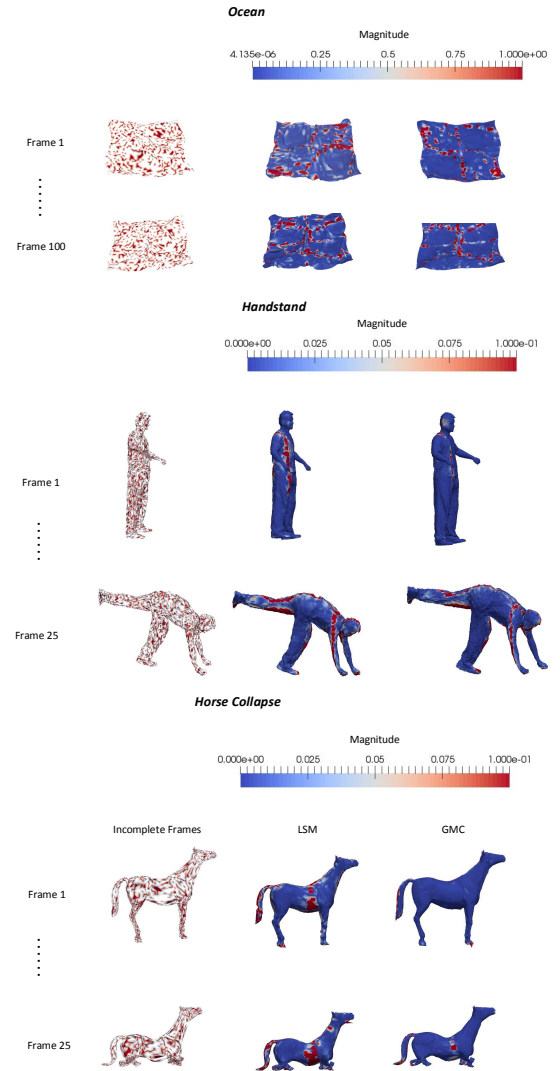 Ocean
Magnitude
4.135e-06 0.25 0.5 0.75 1.000e+00
Frame 1
Frame 100
Handstand
Magnitude
0.000e+00 0.025 0.05 0.075 1.000e-01
Frame 1
Frame 25
Horse Collapse
Magnitude
0.000e+00 0.025 0.05 0.075 1.000e-01
Incomplete Frames LSM GMC
Frame 1
Frame 25